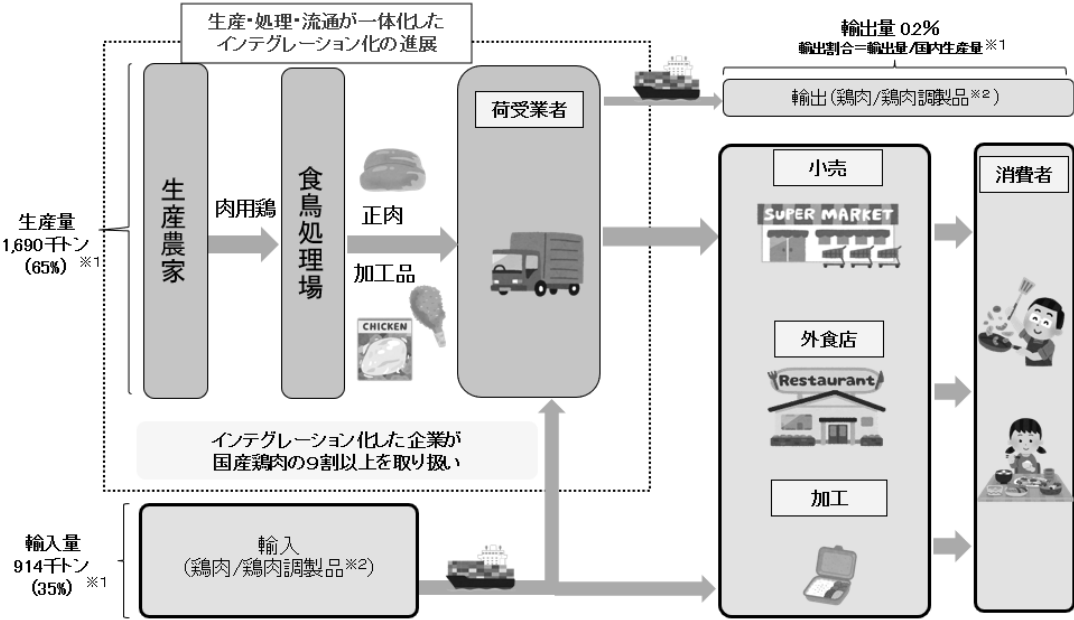 生産・処理・流通が一体化した
インテグレーション化の進展
輸出量 0.2%
輸出割合＝輸出量/国内生産量※1
輸出（鶏肉/鶏肉調製品※2）
荷受業者
生産農家
肉用鶏
食鳥処理場
正肉
加工品
CHICKEN
生産量
1,690千トン
（65%）※1
小売
SUPER MARKET
外食店
Restaurant
加工
消費者
インテグレーション化した企業が
国産鶏肉の９割以上を取り扱い
輸入量
914千トン
（35%）※1
輸入
（鶏肉/鶏肉調製品※2）